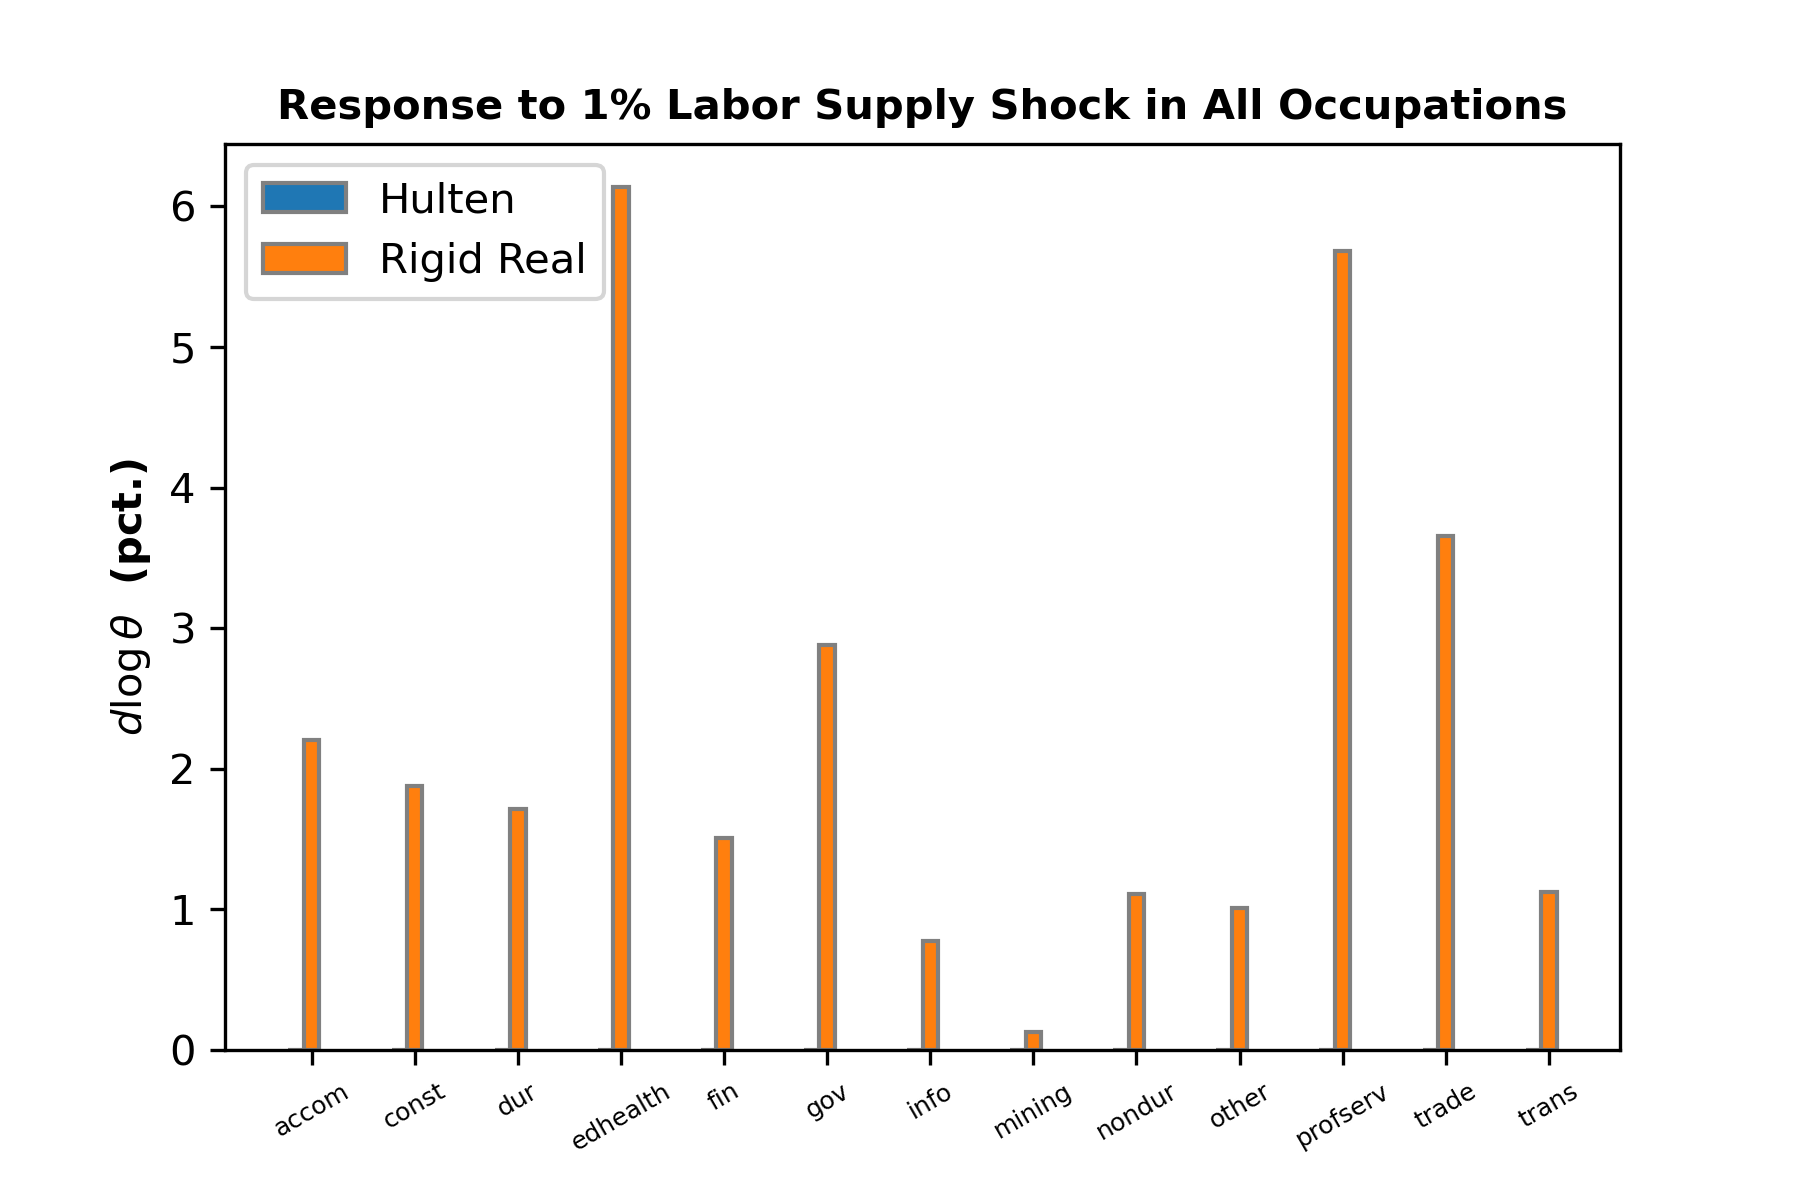 Response to 1% Labor Supply Shock in All Occupations
Hulten
Rigid Real
dlog θ (pct.)
6
5
4
3
2
1
0
accom
const
dur
edhealth
fin
gov
info
mining
nondur
other
profserv
trade
trans